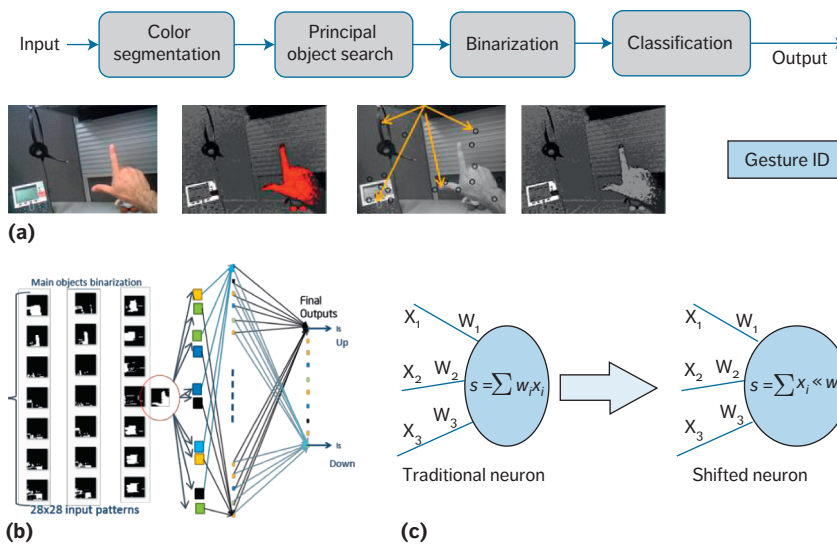 Input
Color
segmentation
Principal
object search
Binarization
Classification
Output
Gesture ID
(a)
Main objects binarization
Final
Outputs
Is
Up
Is
Down
28x28 input patterns
(b)
X₁
W₁
X₂
W₂
X₃
W₃
s = ∑ wᵢxᵢ
Traditional neuron
X₁
W₁
X₂
W₂
X₃
W₃
s = ∑ xᵢ « w
Shifted neuron
(c)